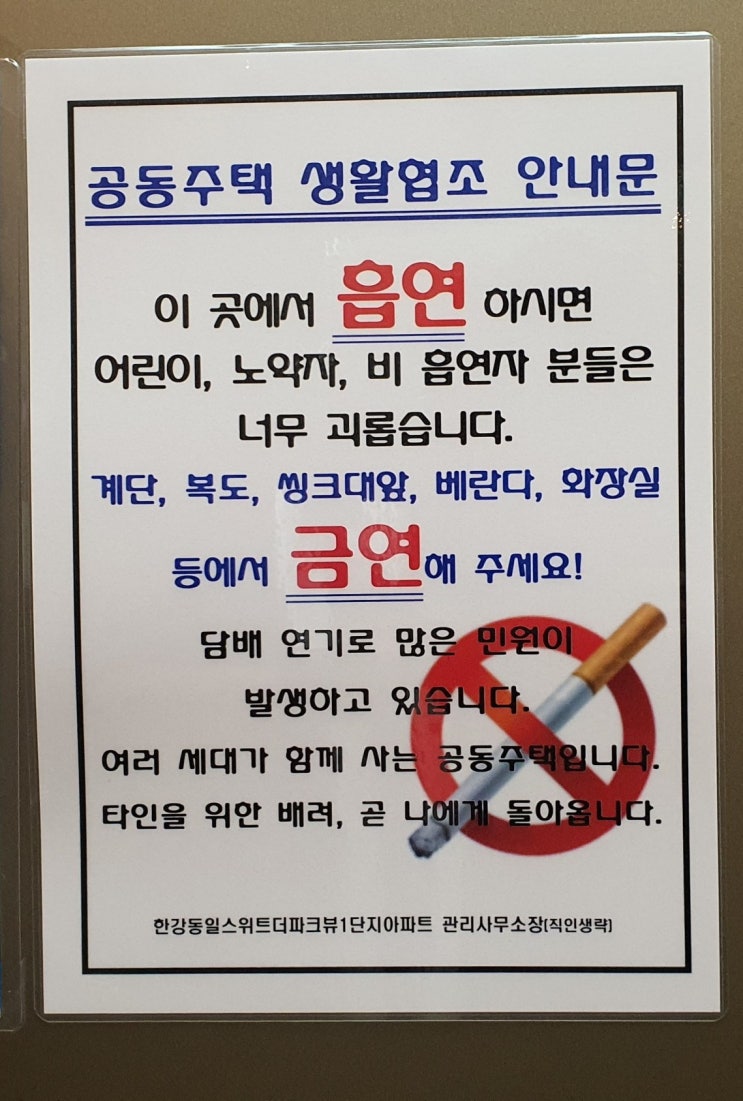 공동주택 생활협조 안내문
이 곳에서 흡연 하시면
어린이, 노약자, 비 흡연자 분들은
너무 괴롭습니다.
계단, 복도, 씽크대앞, 베란다, 화장실
등에서 금연해 주세요!
담배 연기로 많은 민원이
발생하고 있습니다.
여러 세대가 함께 사는 공동주택입니다.
타인을 위한 배려, 곧 나에게 돌아옵니다.
한강동일스위트더파크뷰1단지아파트 관리사무소장(직인생략)